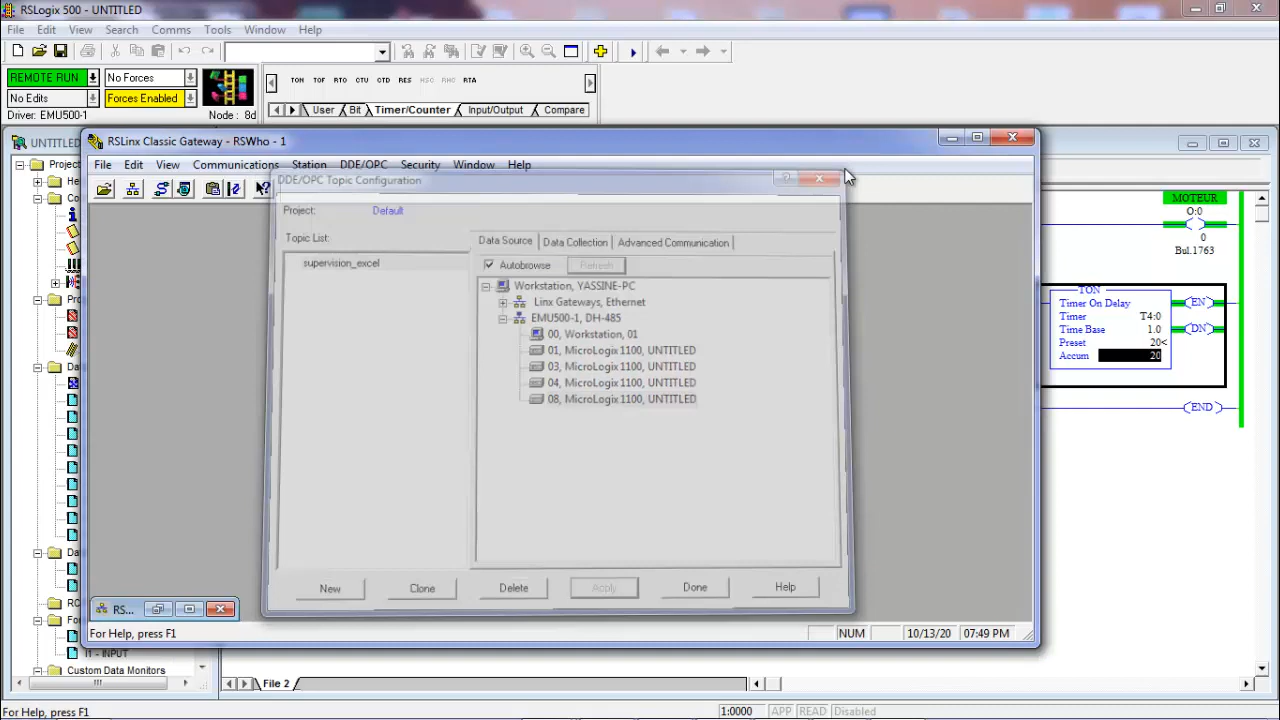 RSLogix 500 - UNTITLED
File Edit View Search Comms Tools Window Help
REMOTE RUN No Forces
No Edits Forces Enabled
Driver: EMU500-1 Node : 8d
TON TOF RTO CTU CTD RES HSC RHC RTA
User Bit Timer/Counter Input/Output Compare
UNTITLED
RSLinx Classic Gateway - RSWho - 1
File Edit View Communications Station DDE/OPC Security Window Help
DDE/OPC Topic Configuration
Project: Default
Topic List:
supervision_excel
Data Source Data Collection Advanced Communication
Autobrowse Refresh
Workstation, YASSINE-PC
Linx Gateways, Ethernet
EMU500-1, DH-485
00, Workstation, 01
01, MicroLogix 1100, UNTITLED
03, MicroLogix 1100, UNTITLED
04, MicroLogix 1100, UNTITLED
08, MicroLogix 1100, UNTITLED
New Clone Delete Apply Done Help
RS...
For Help, press F1 NUM 10/13/20 07:49 PM
MOTEUR
O:0
0
Bul.1763
TON
Timer On Delay
Timer T4:0
Time Base 1.0
Preset 20<
Accum 20
EN
DN
END
I1 - INPUT
Custom Data Monitors
File 2
For Help, press F1 1:0000 APP READ Disabled